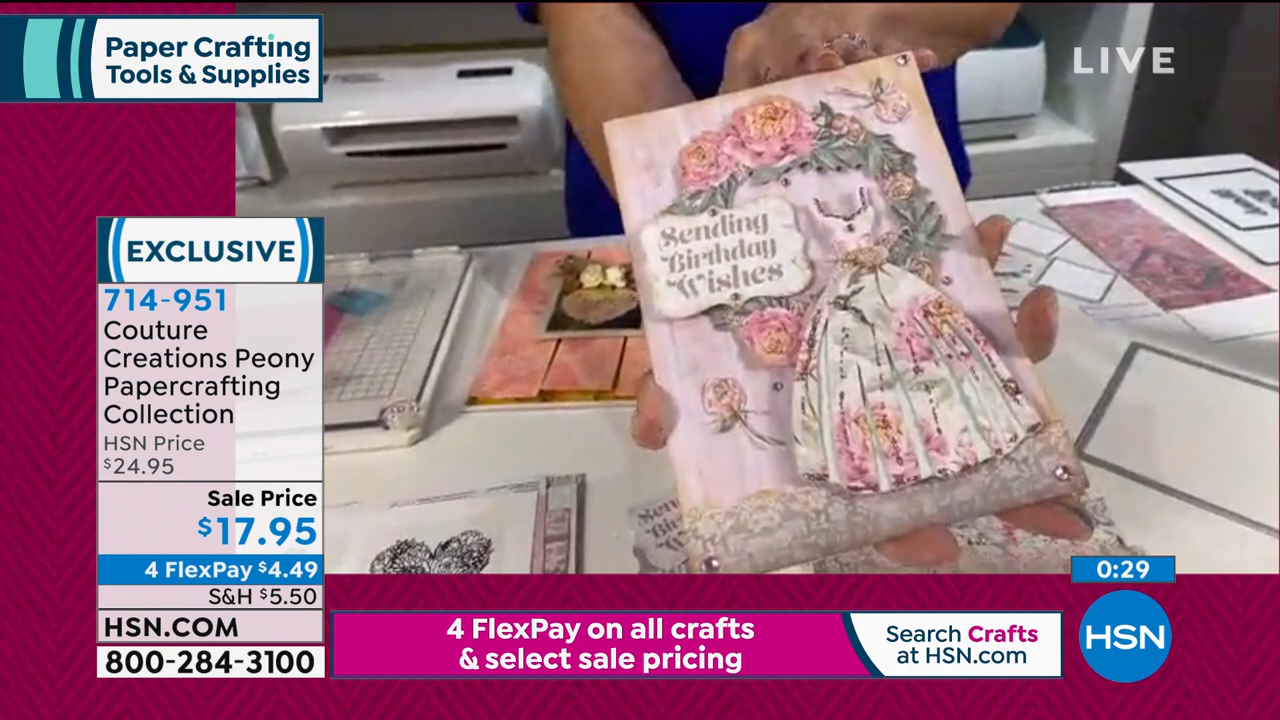 Paper Crafting
Tools & Supplies
LIVE
EXCLUSIVE
714-951
Couture
Creations Peony
Papercrafting
Collection
HSN Price
$24.95
Sale Price
$17.95
4 FlexPay $4.49
S&H $5.50
HSN.COM
800-284-3100
Sending
Birthday
Wishes
4 FlexPay on all crafts
& select sale pricing
Search Crafts
at HSN.com
0:29
HSN